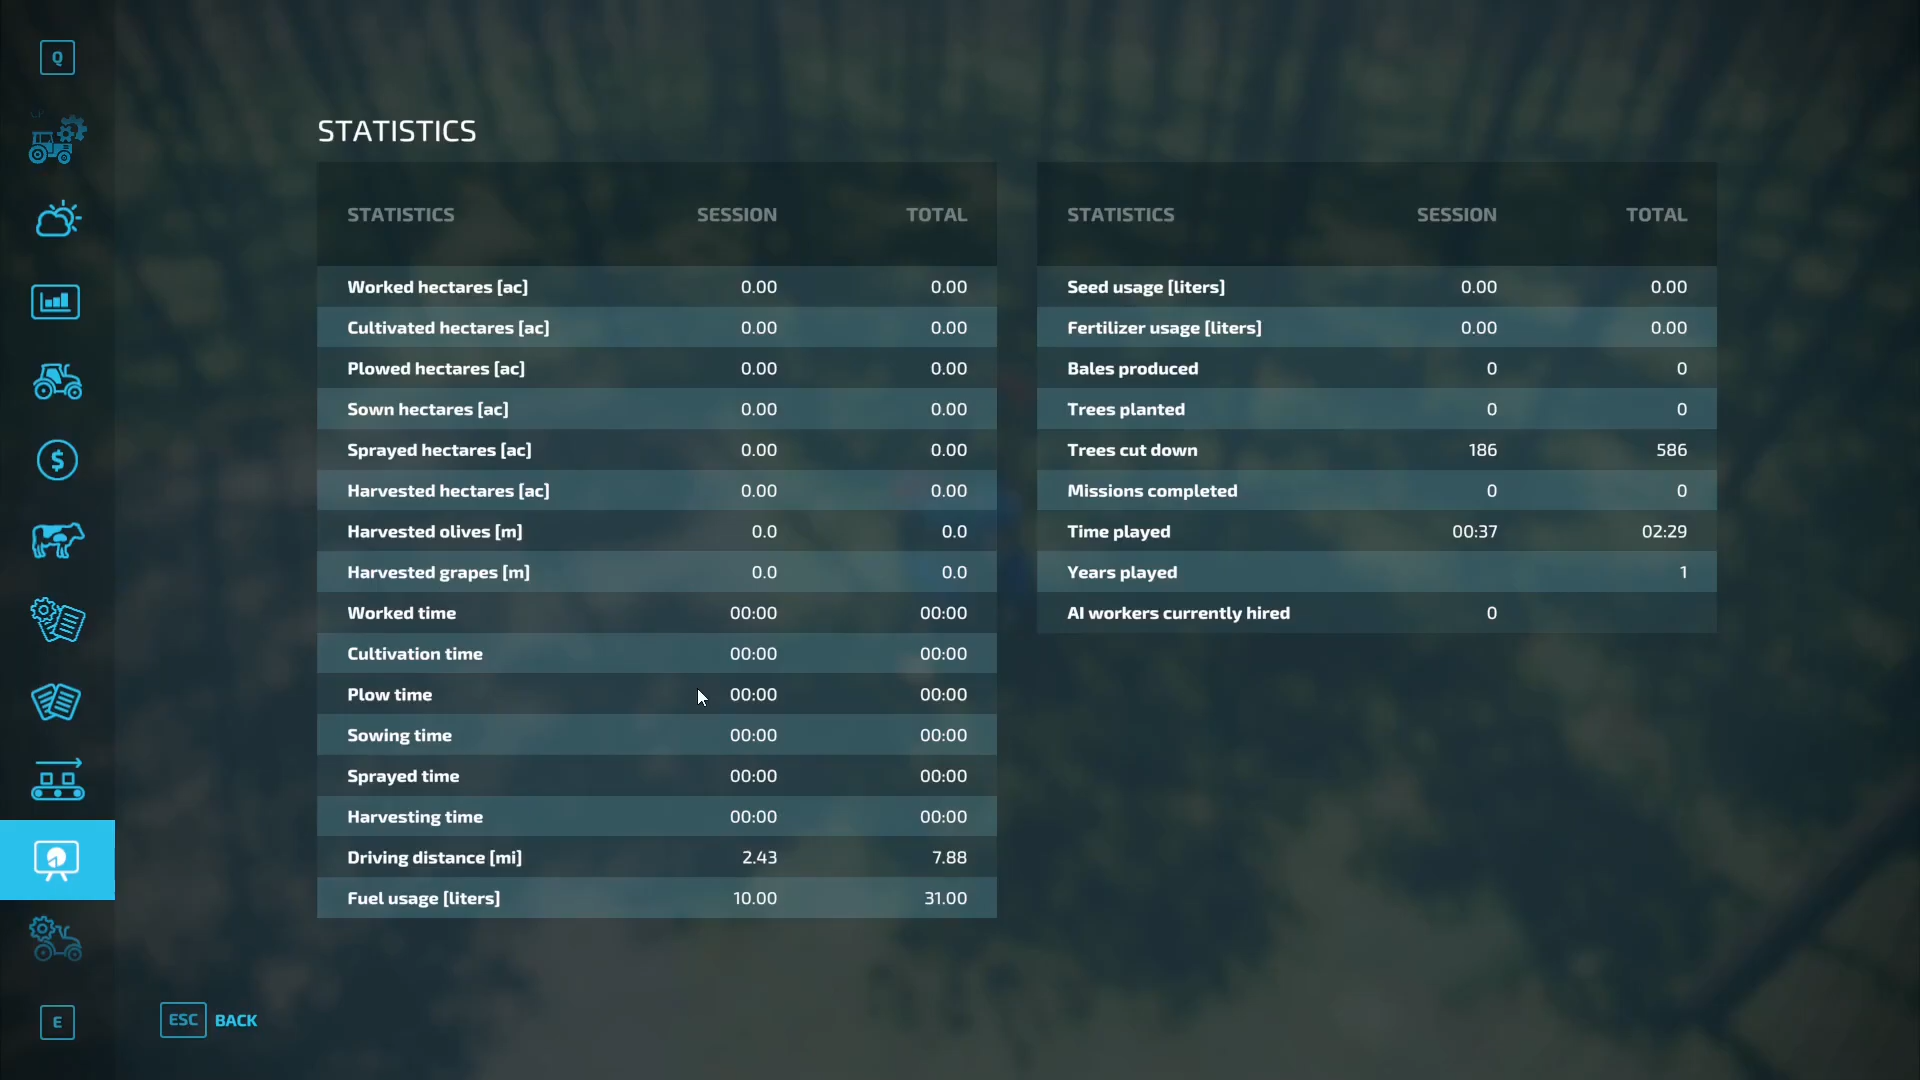 Q
STATISTICS
STATISTICS SESSION TOTAL
Worked hectares [ac] 0.00 0.00
Cultivated hectares [ac] 0.00 0.00
Plowed hectares [ac] 0.00 0.00
Sown hectares [ac] 0.00 0.00
Sprayed hectares [ac] 0.00 0.00
Harvested hectares [ac] 0.00 0.00
Harvested olives [m] 0.0 0.0
Harvested grapes [m] 0.0 0.0
Worked time 00:00 00:00
Cultivation time 00:00 00:00
Plow time 00:00 00:00
Sowing time 00:00 00:00
Sprayed time 00:00 00:00
Harvesting time 00:00 00:00
Driving distance [mi] 2.43 7.88
Fuel usage [liters] 10.00 31.00
STATISTICS SESSION TOTAL
Seed usage [liters] 0.00 0.00
Fertilizer usage [liters] 0.00 0.00
Bales produced 0 0
Trees planted 0 0
Trees cut down 186 586
Missions completed 0 0
Time played 00:37 02:29
Years played 1
AI workers currently hired 0
E
ESC BACK